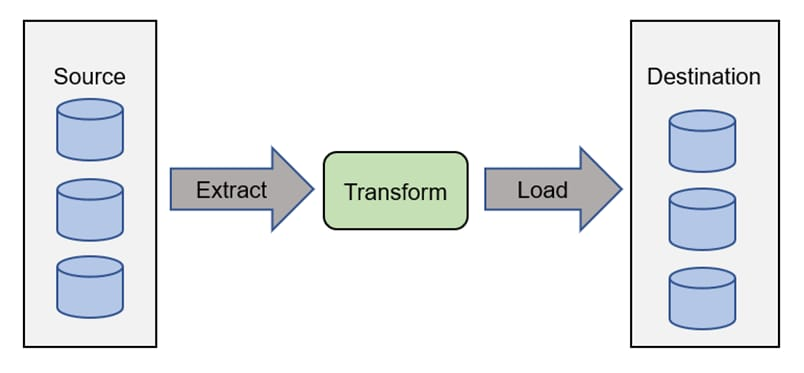 Source
Extract
Transform
Load
Destination